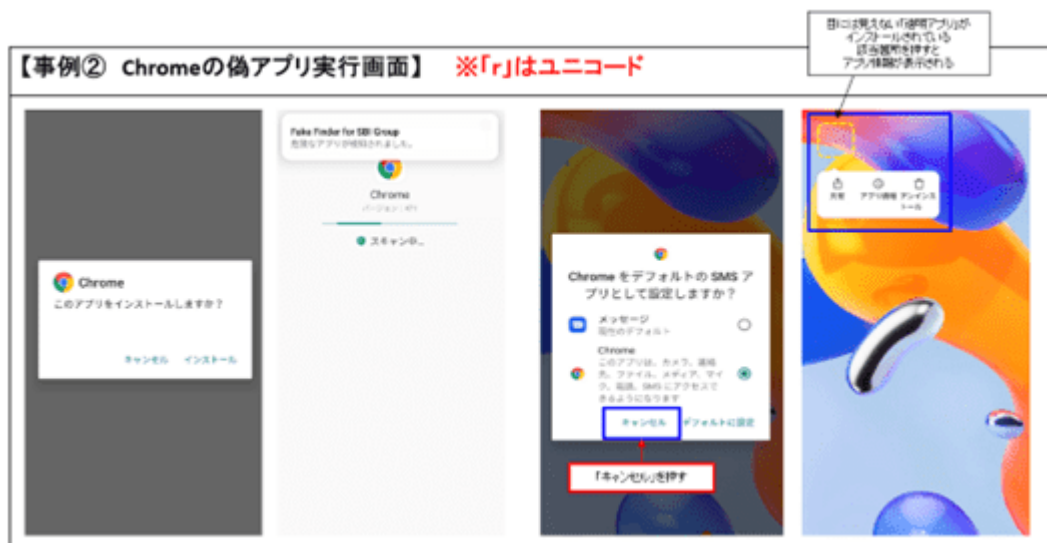 目には見えない「透明アプリ」が
インストールされている
該当箇所を押すと
アプリ情報が表示される
【事例② Chromeの偽アプリ実行画面】 ※「r」はユニコード
Chrome
このアプリをインストールしますか？
キャンセル インストール
Fake Finder for SBI Group
危険なアプリが検知されました。
Chrome
スキャン中...
Chrome をデフォルトの SMS ア
プリとして設定しますか？
メッセージ
現在のデフォルト
Chrome
このアプリは、カメラ、連絡
先、ファイル、メディア、マイ
ク、電話、SMS にアクセスで
きるようになります
キャンセル デフォルトに設定
「キャンセル」を押す
共有 アプリ情報 アンインス
トール